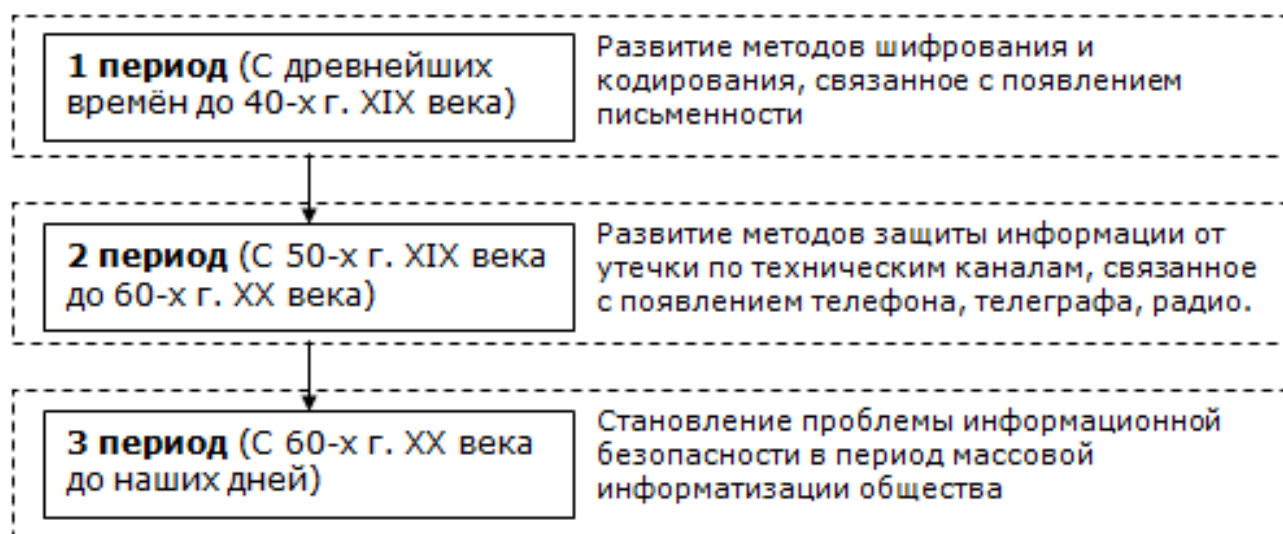 1 период (С древнейших
времён до 40-х г. XIX века)
Развитие методов шифрования и
кодирования, связанное с появлением
письменности
2 период (С 50-х г. XIX века
до 60-х г. XX века)
Развитие методов защиты информации от
утечки по техническим каналам, связанное
с появлением телефона, телеграфа, радио.
3 период (С 60-х г. XX века
до наших дней)
Становление проблемы информационной
безопасности в период массовой
информатизации общества